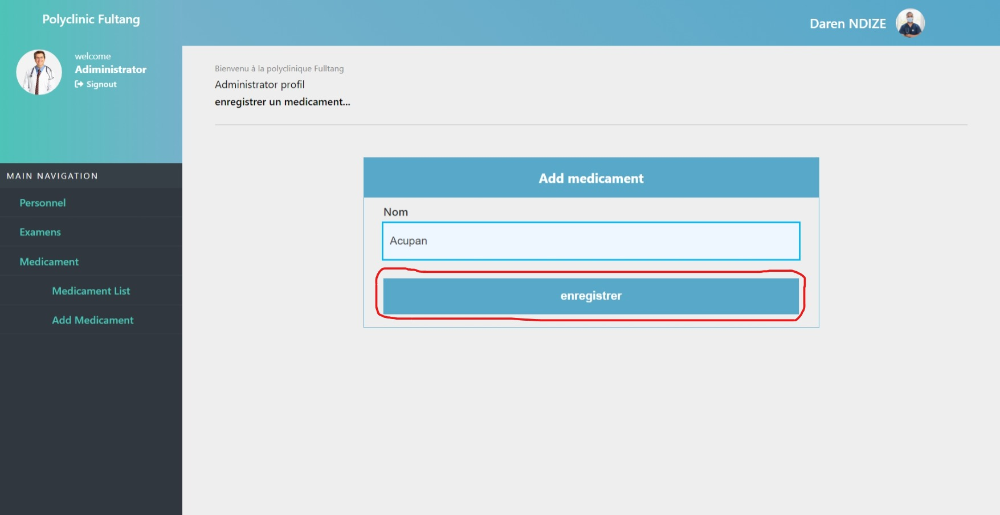 Polyclinic Fultang
Daren NDIZE
welcome
Adiministrator
Signout
Bienvenu à la polyclinique Fulltang
Administrator profil
enregistrer un medicament...
MAIN NAVIGATION
Personnel
Examens
Medicament
Medicament List
Add Medicament
Add medicament
Nom
Acupan
enregistrer